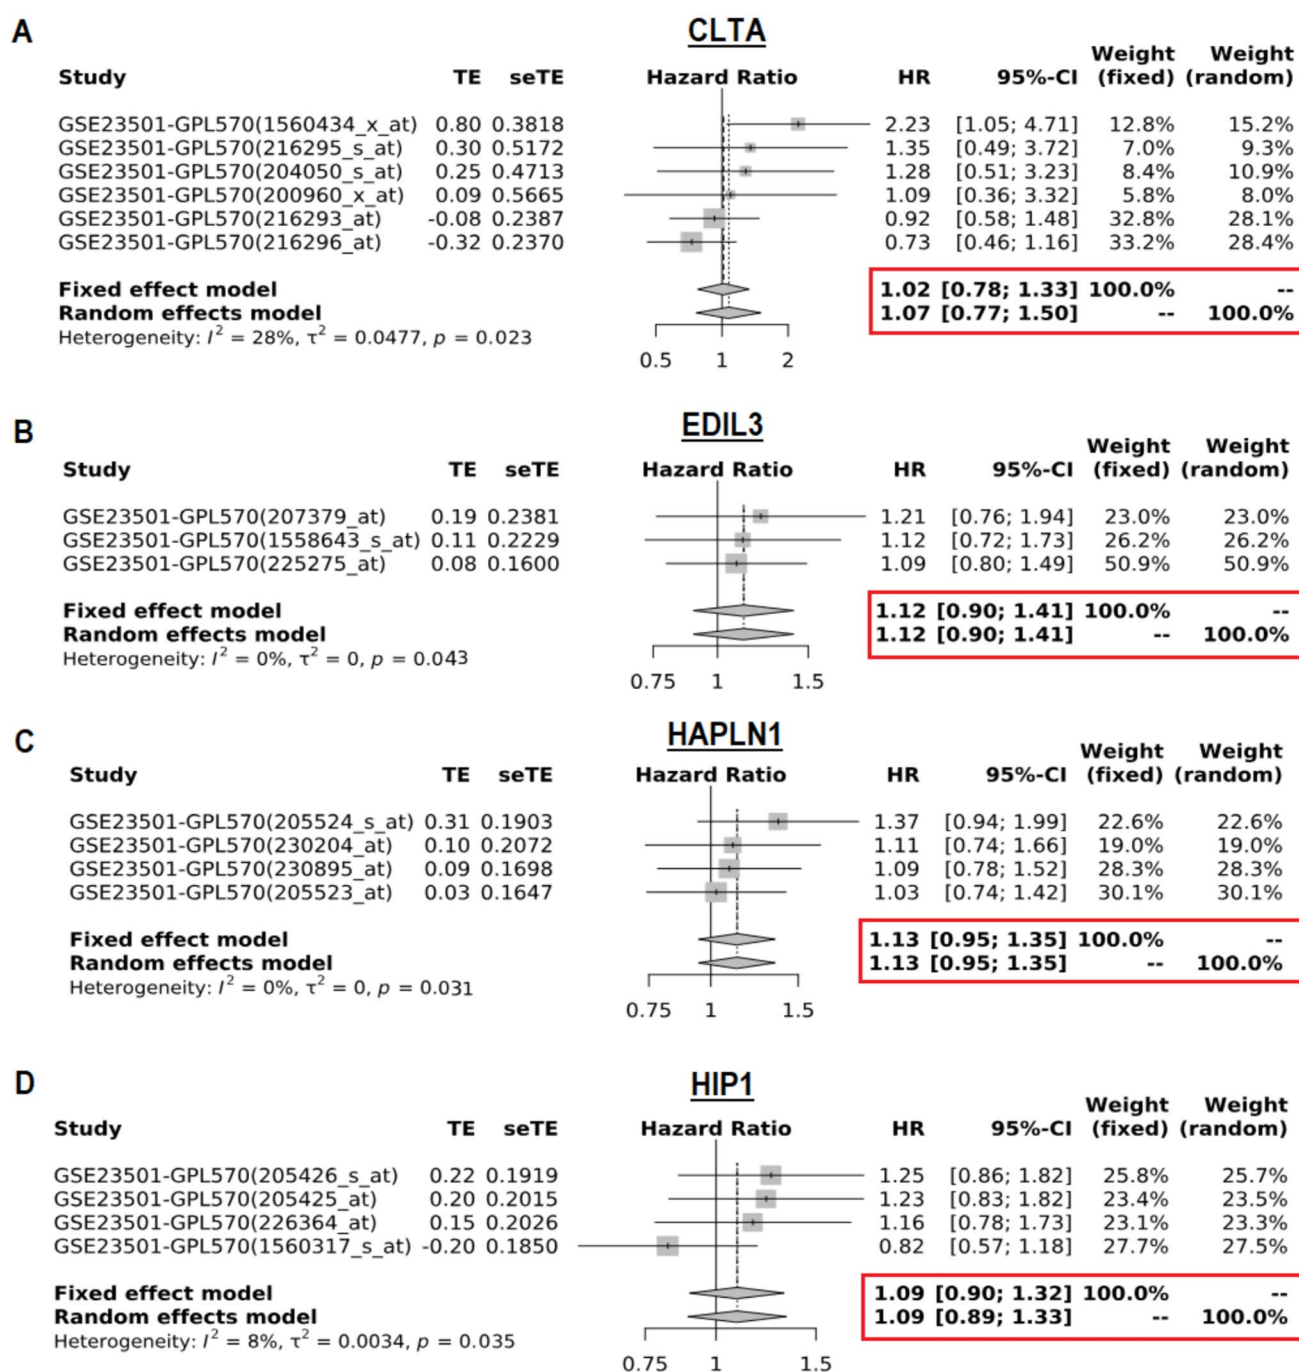 A
CLTA
Weight Weight
Study TE seTE Hazard Ratio HR 95%-CI (fixed) (random)
GSE23501-GPL570(1560434_x_at) 0.80 0.3818 2.23 [1.05; 4.71] 12.8% 15.2%
GSE23501-GPL570(216295_s_at) 0.30 0.5172 1.35 [0.49; 3.72] 7.0% 9.3%
GSE23501-GPL570(204050_s_at) 0.25 0.4713 1.28 [0.51; 3.23] 8.4% 10.9%
GSE23501-GPL570(200960_x_at) 0.09 0.5665 1.09 [0.36; 3.32] 5.8% 8.0%
GSE23501-GPL570(216293_at) -0.08 0.2387 0.92 [0.58; 1.48] 32.8% 28.1%
GSE23501-GPL570(216296_at) -0.32 0.2370 0.73 [0.46; 1.16] 33.2% 28.4%
Fixed effect model 1.02 [0.78; 1.33] 100.0% --
Random effects model 1.07 [0.77; 1.50] -- 100.0%
Heterogeneity: I² = 28%, τ² = 0.0477, p = 0.023
0.5 1 2
B
EDIL3
Weight Weight
Study TE seTE Hazard Ratio HR 95%-CI (fixed) (random)
GSE23501-GPL570(207379_at) 0.19 0.2381 1.21 [0.76; 1.94] 23.0% 23.0%
GSE23501-GPL570(1558643_s_at) 0.11 0.2229 1.12 [0.72; 1.73] 26.2% 26.2%
GSE23501-GPL570(225275_at) 0.08 0.1600 1.09 [0.80; 1.49] 50.9% 50.9%
Fixed effect model 1.12 [0.90; 1.41] 100.0% --
Random effects model 1.12 [0.90; 1.41] -- 100.0%
Heterogeneity: I² = 0%, τ² = 0, p = 0.043
0.75 1 1.5
C
HAPLN1
Weight Weight
Study TE seTE Hazard Ratio HR 95%-CI (fixed) (random)
GSE23501-GPL570(205524_s_at) 0.31 0.1903 1.37 [0.94; 1.99] 22.6% 22.6%
GSE23501-GPL570(230204_at) 0.10 0.2072 1.11 [0.74; 1.66] 19.0% 19.0%
GSE23501-GPL570(230895_at) 0.09 0.1698 1.09 [0.78; 1.52] 28.3% 28.3%
GSE23501-GPL570(205523_at) 0.03 0.1647 1.03 [0.74; 1.42] 30.1% 30.1%
Fixed effect model 1.13 [0.95; 1.35] 100.0% --
Random effects model 1.13 [0.95; 1.35] -- 100.0%
Heterogeneity: I² = 0%, τ² = 0, p = 0.031
0.75 1 1.5
D
HIP1
Weight Weight
Study TE seTE Hazard Ratio HR 95%-CI (fixed) (random)
GSE23501-GPL570(205426_s_at) 0.22 0.1919 1.25 [0.86; 1.82] 25.8% 25.7%
GSE23501-GPL570(205425_at) 0.20 0.2015 1.23 [0.83; 1.82] 23.4% 23.5%
GSE23501-GPL570(226364_at) 0.15 0.2026 1.16 [0.78; 1.73] 23.1% 23.3%
GSE23501-GPL570(1560317_s_at) -0.20 0.1850 0.82 [0.57; 1.18] 27.7% 27.5%
Fixed effect model 1.09 [0.90; 1.32] 100.0% --
Random effects model 1.09 [0.89; 1.33] -- 100.0%
Heterogeneity: I² = 8%, τ² = 0.0034, p = 0.035
0.75 1 1.5